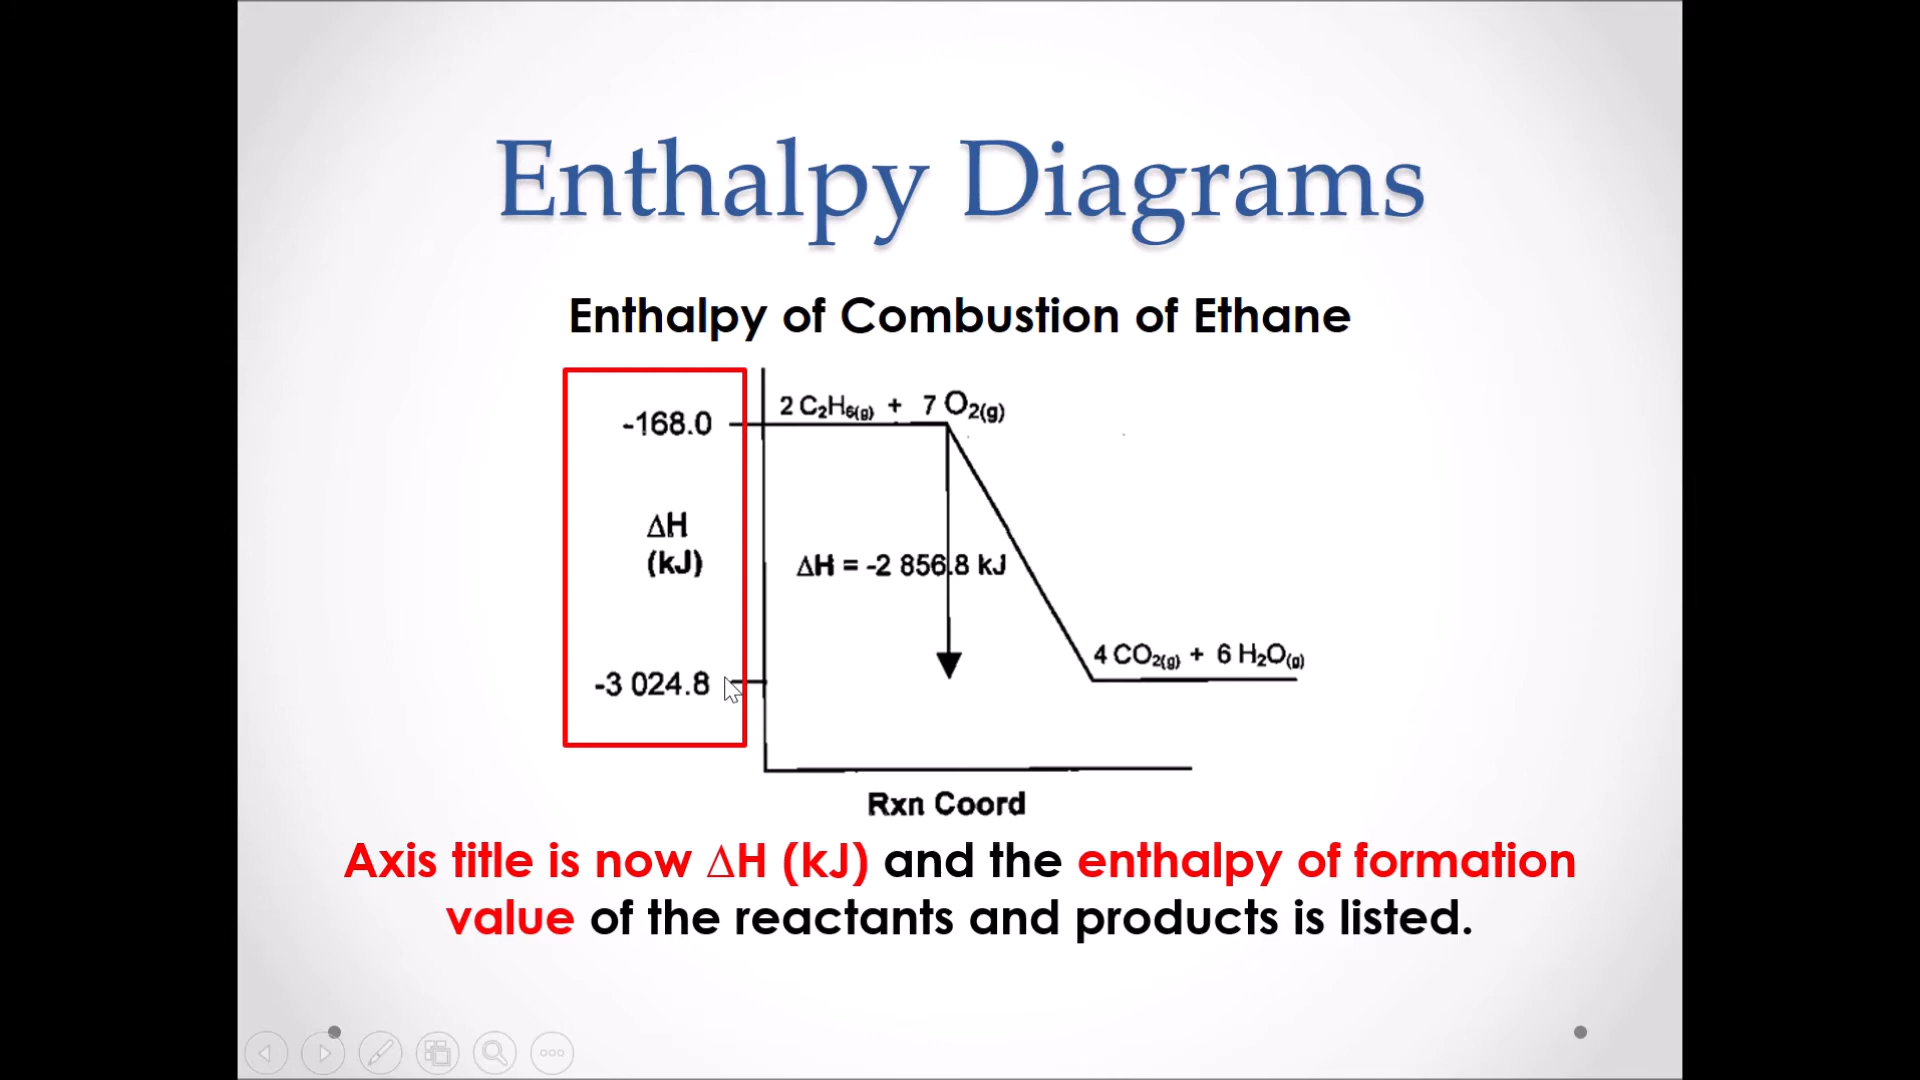 Enthalpy Diagrams
Enthalpy of Combustion of Ethane
-168.0
2 C₂H₆₍g₎ + 7 O₂₍g₎
ΔH
(kJ)
ΔH = -2 856.8 kJ
4 CO₂₍g₎ + 6 H₂O₍g₎
-3 024.8
Rxn Coord
Axis title is now ΔH (kJ) and the enthalpy of formation
value of the reactants and products is listed.